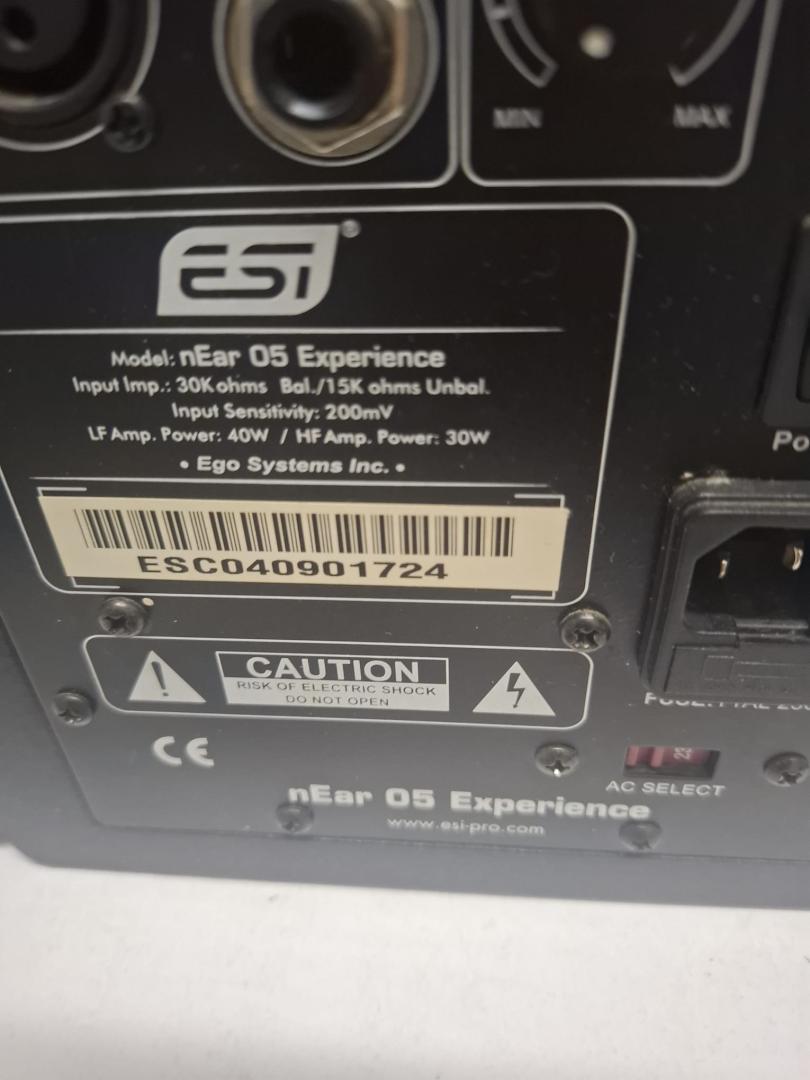 MIN MAX
ESI®
Model: nEar 05 Experience
Input Imp.: 30K ohms Bal./15K ohms Unbal.
Input Sensitivity: 200mV
LF Amp. Power: 40W / HF Amp. Power: 30W
• Ego Systems Inc. •
Po
ESC040901724
CAUTION
RISK OF ELECTRIC SHOCK
DO NOT OPEN
CE
23
AC SELECT
nEar 05 Experience
www.esi-pro.com